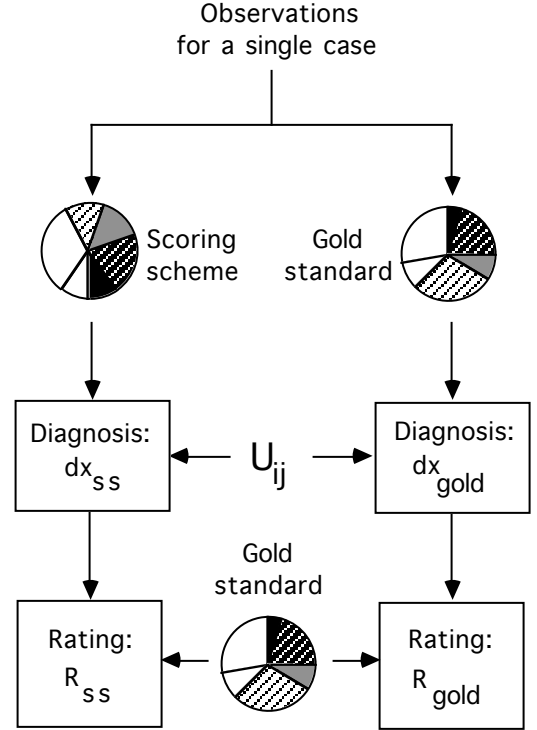 Observations
for a single case
Scoring
scheme
Gold
standard
Diagnosis:
dx ss
U ij
Diagnosis:
dx gold
Gold
standard
Rating:
R ss
Rating:
R gold